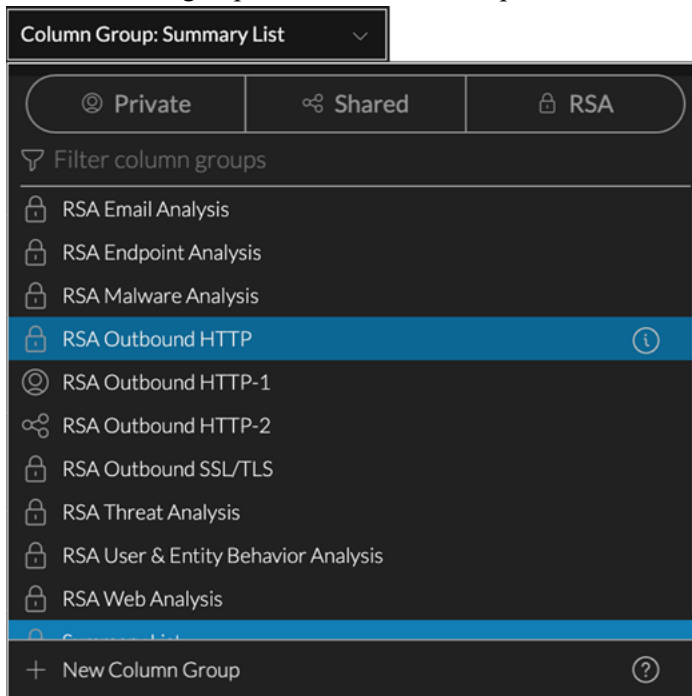 Column Group: Summary List
Private Shared RSA
Filter column groups
RSA Email Analysis
RSA Endpoint Analysis
RSA Malware Analysis
RSA Outbound HTTP
RSA Outbound HTTP-1
RSA Outbound HTTP-2
RSA Outbound SSL/TLS
RSA Threat Analysis
RSA User & Entity Behavior Analysis
RSA Web Analysis
Summary List
New Column Group